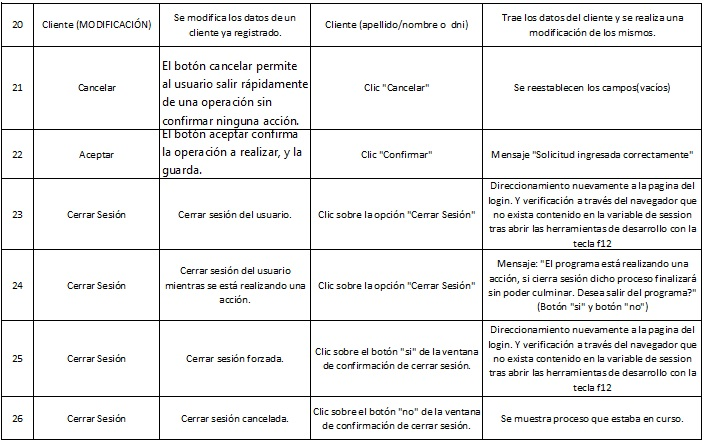 20
Cliente (MODIFICACIÓN)
Se modifica los datos de un
cliente ya registrado.
Cliente (apellido/nombre o dni)
Trae los datos del cliente y se realiza una
modificación de los mismos.
21
Cancelar
El botón cancelar permite
al usuario salir rápidamente
de una operación sin
confirmar ninguna acción.
Clic "Cancelar"
Se reestablecen los campos(vacíos)
22
Aceptar
El botón aceptar confirma
la operación a realizar, y la
guarda.
Clic "Confirmar"
Mensaje "Solicitud ingresada correctamente"
23
Cerrar Sesión
Cerrar sesión del usuario.
Clic sobre la opción "Cerrar Sesión"
Direccionamiento nuevamente a la pagina del
login. Y verificación a través del navegador que
no exista contenido en la variable de session
tras abrir las herramientas de desarrollo con la
tecla f12
24
Cerrar Sesión
Cerrar sesión del usuario
mientras se está realizando una
acción.
Clic sobre la opción "Cerrar Sesión"
Mensaje: "El programa está realizando una
acción, si cierra sesión dicho proceso finalizará
sin poder culminar. Desea salir del programa?"
(Botón "si" y botón "no")
25
Cerrar Sesión
Cerrar sesión forzada.
Clic sobre el botón "si" de la ventana
de confirmación de cerrar sesión.
Direccionamiento nuevamente a la pagina del
login. Y verificación a través del navegador que
no exista contenido en la variable de session
tras abrir las herramientas de desarrollo con la
tecla f12
26
Cerrar Sesión
Cerrar sesión cancelada.
Clic sobre el botón "no" de la ventana
de confirmación de cerrar sesión.
Se muestra proceso que estaba en curso.